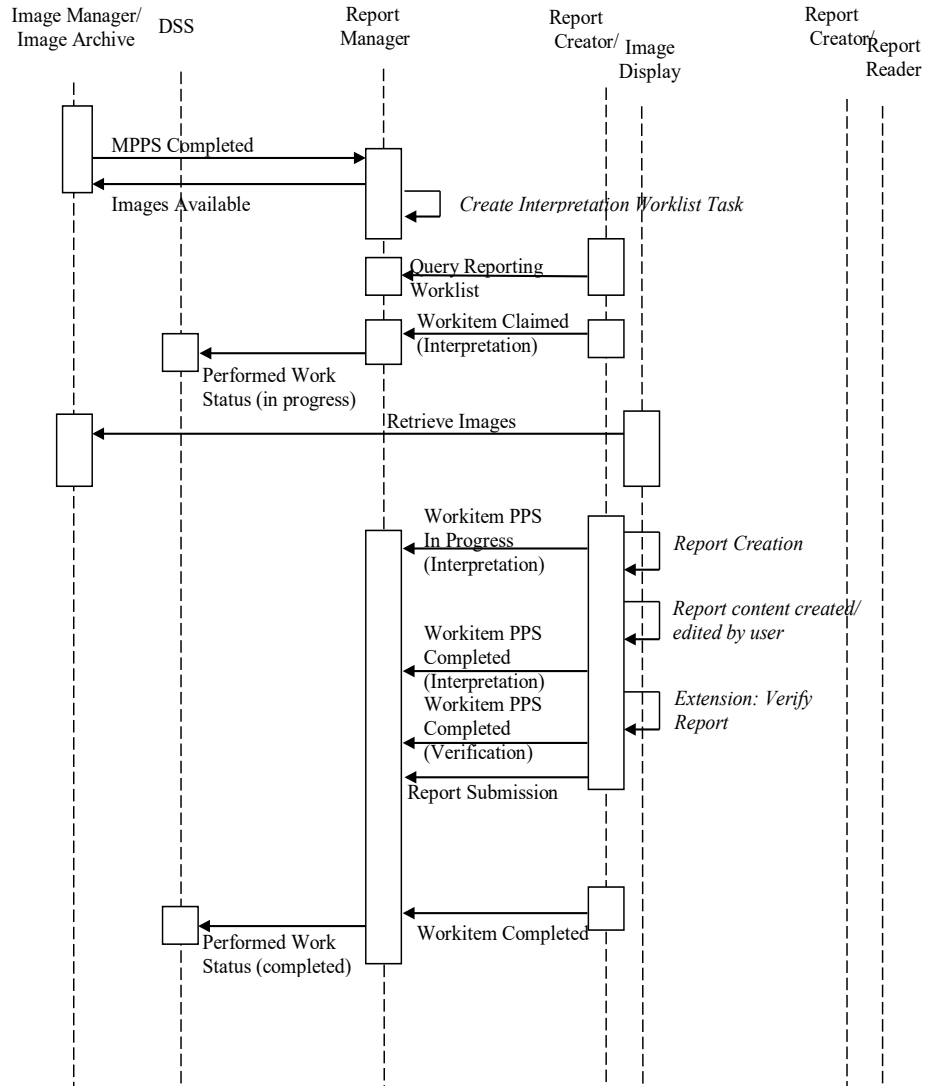 Image Manager/
Image Archive
DSS
Report
Manager
Report
Creator/
Image
Display
Report
Creator/
Report
Reader
MPPS Completed
Images Available
Create Interpretation Worklist Task
Query Reporting
Worklist
Workitem Claimed
(Interpretation)
Performed Work
Status (in progress)
Retrieve Images
Workitem PPS
In Progress
(Interpretation)
Report Creation
Report content created/
edited by user
Workitem PPS
Completed
(Interpretation)
Extension: Verify
Report
Workitem PPS
Completed
(Verification)
Report Submission
Workitem Completed
Performed Work
Status (completed)